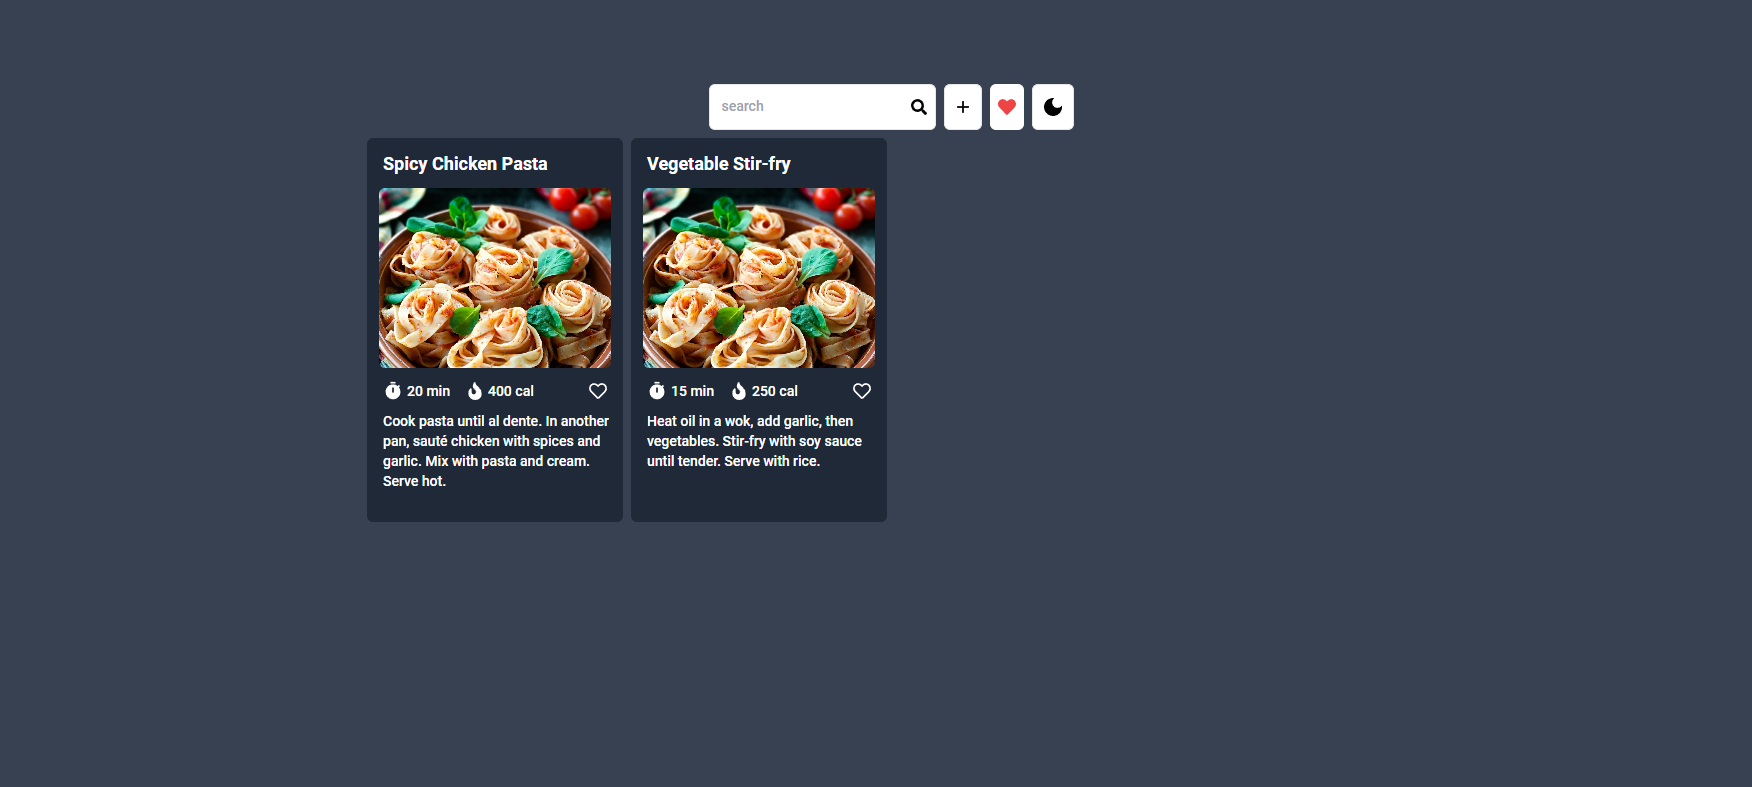 search
Spicy Chicken Pasta
20 min 400 cal
Cook pasta until al dente. In another
pan, sauté chicken with spices and
garlic. Mix with pasta and cream.
Serve hot.
Vegetable Stir-fry
15 min 250 cal
Heat oil in a wok, add garlic, then
vegetables. Stir-fry with soy sauce
until tender. Serve with rice.